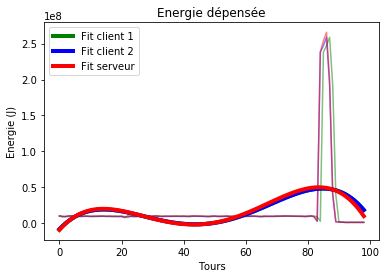 Energie dépensée
1e8
Fit client 1
Fit client 2
Fit serveur
2.5
2.0
1.5
1.0
0.5
0.0
Energie (J)
0
20
40
60
80
100
Tours